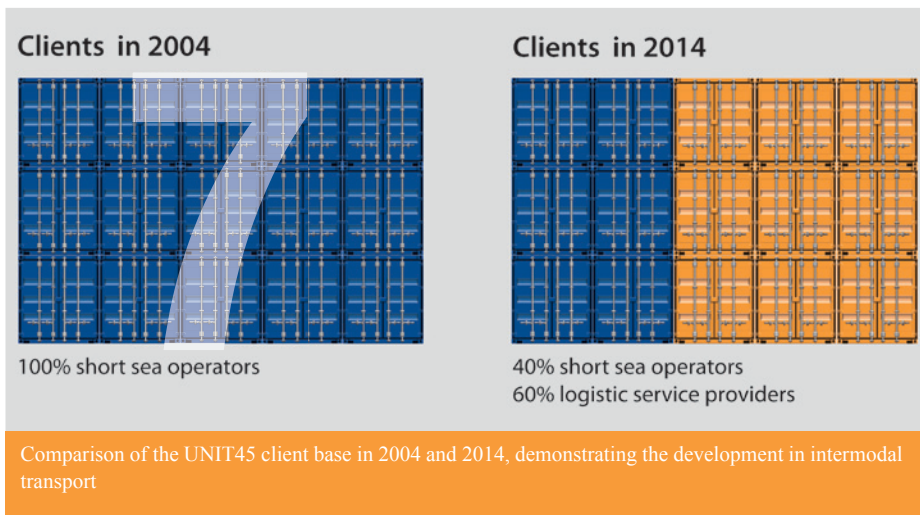 Clients in 2004
7
100% short sea operators
Clients in 2014
40% short sea operators
60% logistic service providers
Comparison of the UNIT45 client base in 2004 and 2014, demonstrating the development in intermodal
transport